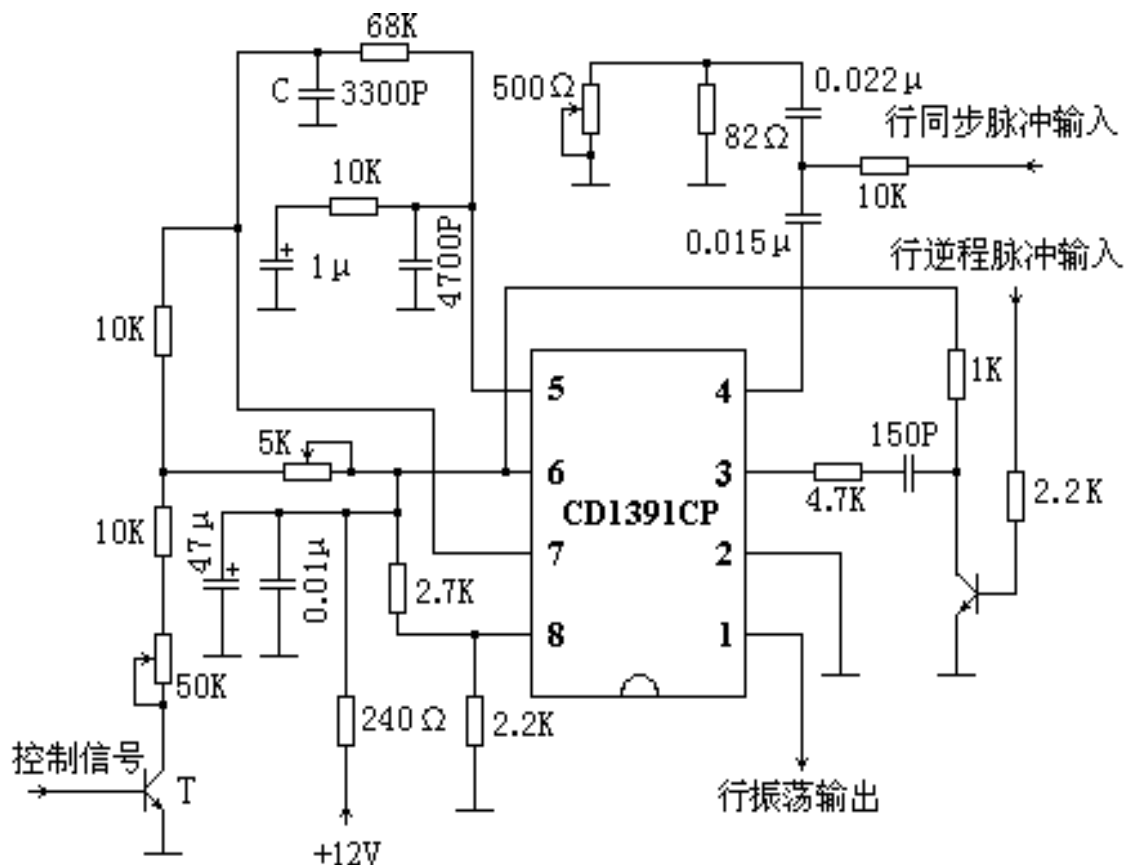 68K
C
3300P
500Ω
82Ω
0.022μ
行同步脉冲输入
10K
10K
1μ
4700P
0.015μ
行逆程脉冲输入
10K
5
4
1K
5K
150P
6
3
4.7K
2.2K
CD1391CP
10K
47μ
0.01μ
7
2
2.7K
8
1
50K
240Ω
2.2K
控制信号
T
行振荡输出
+12V